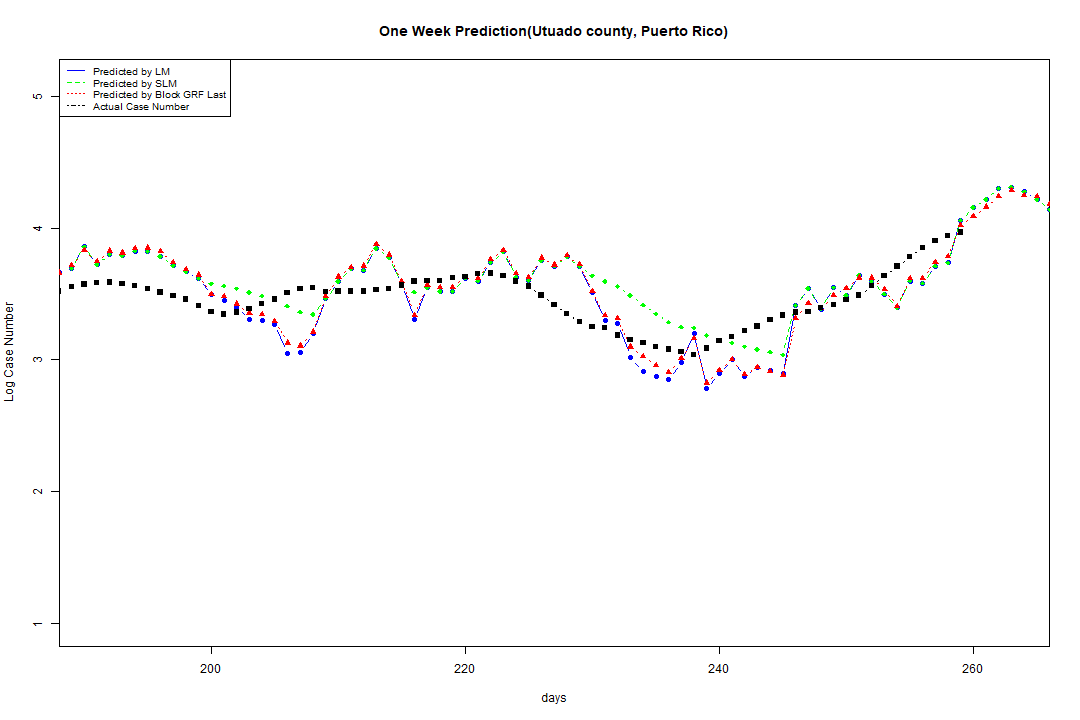 One Week Prediction(Utuado county, Puerto Rico)
Predicted by LM
Predicted by SLM
Predicted by Block GRF Last
Actual Case Number
5
4
3
2
1
Log Case Number
200 220 240 260
days